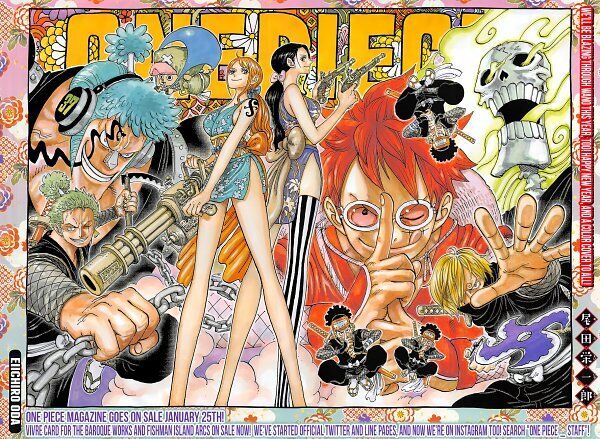 ONE PIECE
WE'LL BE BLAZING THROUGH WANO THIS YEAR, TOO! HAPPY NEW YEAR, AND A COLOR COVER TO ALL!
尾田栄一郎
EIICHIRO ODA
ONE PIECE MAGAZINE GOES ON SALE JANUARY 25TH!
VIVRE CARD FOR THE BAROQUE WORKS AND FISHMAN ISLAND ARCS ON SALE NOW! WE'VE STARTED OFFICIAL TWITTER AND LINE PAGES, AND NOW WE'RE ON INSTAGRAM TOO! SEARCH "ONE PIECE STAFF"!